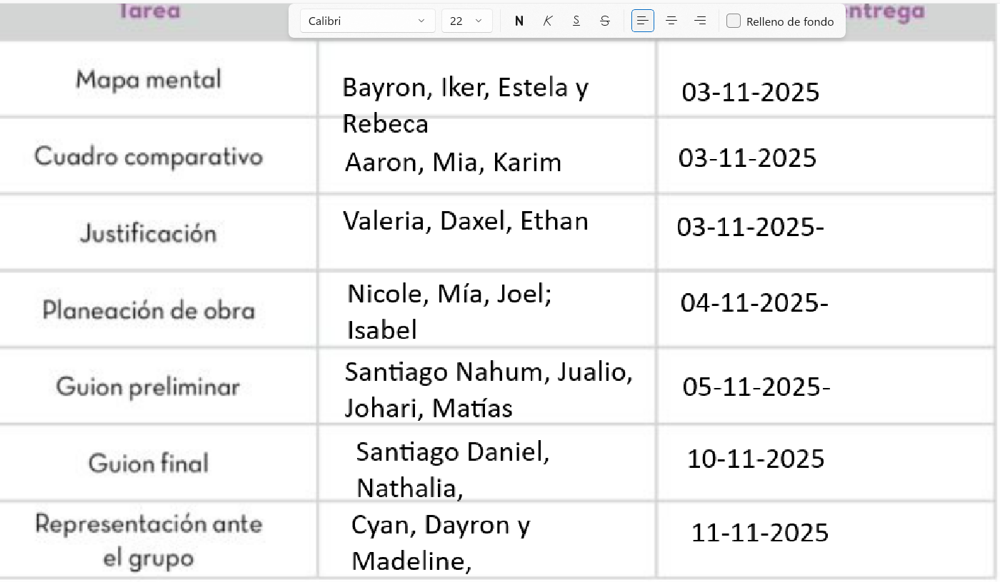 Tarea
Calibri
22
N K S S
Relleno de fondo
entrega
Mapa mental
Bayron, Iker, Estela y
Rebeca
03-11-2025
Cuadro comparativo
Aaron, Mia, Karim
03-11-2025
Justificación
Valeria, Daxel, Ethan
03-11-2025-
Planeación de obra
Nicole, Mía, Joel;
Isabel
04-11-2025-
Guion preliminar
Santiago Nahum, Jualio,
Johari, Matías
05-11-2025-
Guion final
Santiago Daniel,
Nathalia,
10-11-2025
Representación ante
el grupo
Cyan, Dayron y
Madeline,
11-11-2025